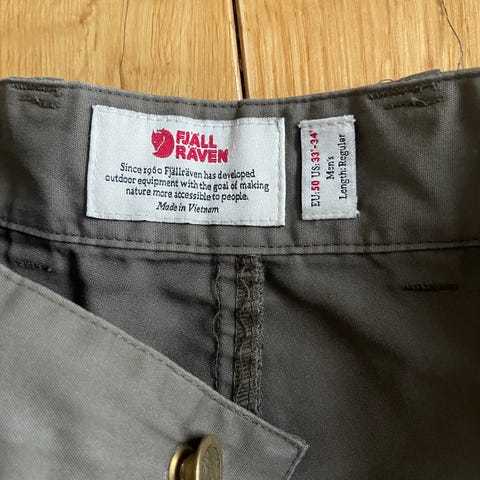 FJÄLL
RÄVEN
Since 1960 Fjällräven has developed
outdoor equipment with the goal of making
nature more accessible to people.
Made in Vietnam
EU:50 US:33"-34"
Men's
Length:Regular